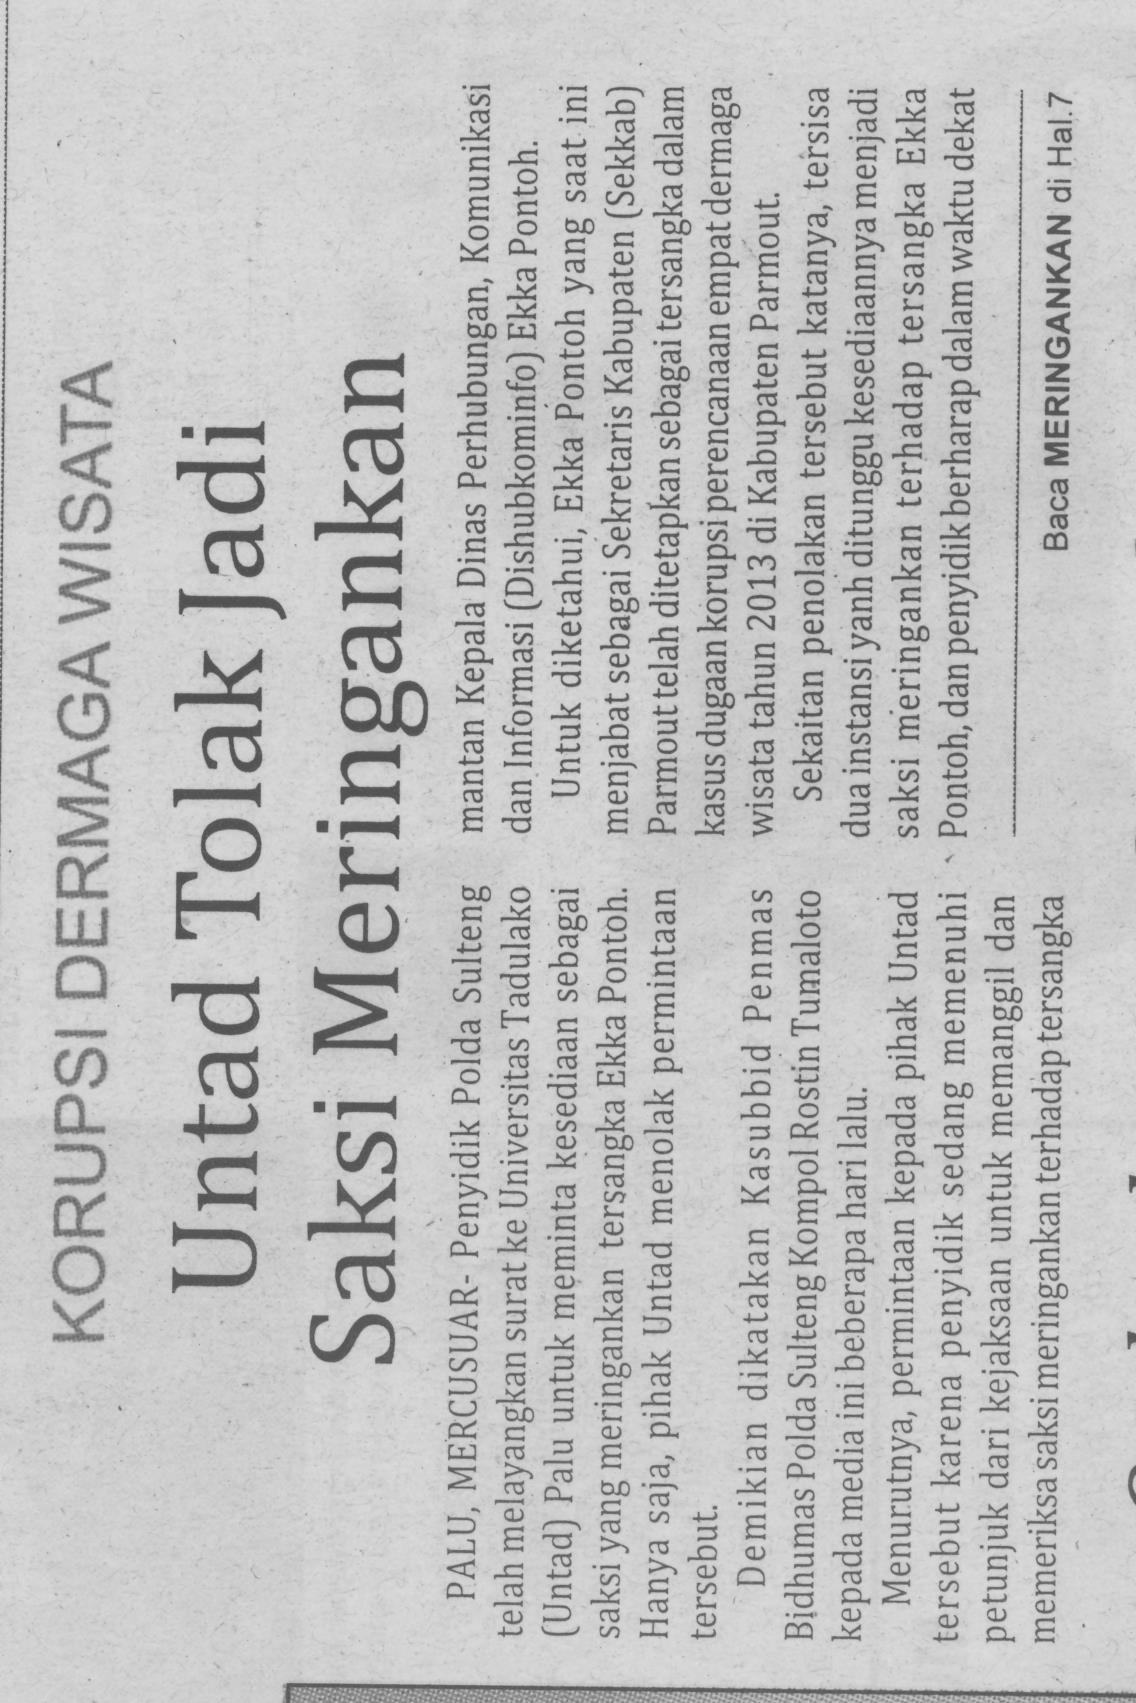 KORUPSI DERMAGA WISATA
Untad Tolak Jadi
Saksi Meringankan
PALU, MERCUSUAR- Penyidik Polda Sulteng
telah melayangkan surat ke Universitas Tadulako
(Untad) Palu untuk meminta kesediaan sebagai
saksi yang meringankan tersangka Ekka Pontoh.
Hanya saja, pihak Untad menolak permintaan
tersebut.
Demikian dikatakan Kasubbid Penmas
Bidhumas Polda Sulteng Kompol Rostin Tumaloto
kepada media ini beberapa hari lalu.
Menurutnya, permintaan kepada pihak Untad
tersebut karena penyidik sedang memenuhi
petunjuk dari kejaksaan untuk memanggil dan
memeriksa saksi meringankan terhadap tersangka
mantan Kepala Dinas Perhubungan, Komunikasi
dan Informasi (Dishubkominfo) Ekka Pontoh.
Untuk diketahui, Ekka Pontoh yang saat ini
menjabat sebagai Sekretaris Kabupaten (Sekkab)
Parmout telah ditetapkan sebagai tersangka dalam
kasus dugaan korupsi perencanaan empat dermaga
wisata tahun 2013 di Kabupaten Parmout.
Sekaitan penolakan tersebut katanya, tersisa
dua instansi yanh ditunggu kesediaannya menjadi
saksi meringankan terhadap tersangka Ekka
Pontoh, dan penyidik berharap dalam waktu dekat
Baca MERINGANKAN di Hal.7